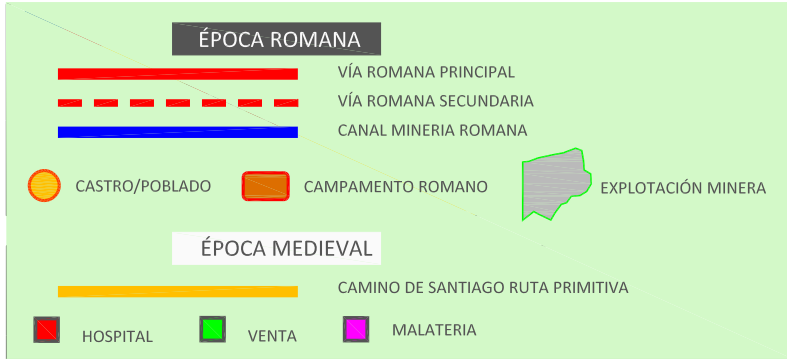 ÉPOCA ROMANA
VÍA ROMANA PRINCIPAL
VÍA ROMANA SECUNDARIA
CANAL MINERIA ROMANA
CASTRO/POBLADO
CAMPAMENTO ROMANO
EXPLOTACIÓN MINERA
ÉPOCA MEDIEVAL
CAMINO DE SANTIAGO RUTA PRIMITIVA
HOSPITAL
VENTA
MALATERIA